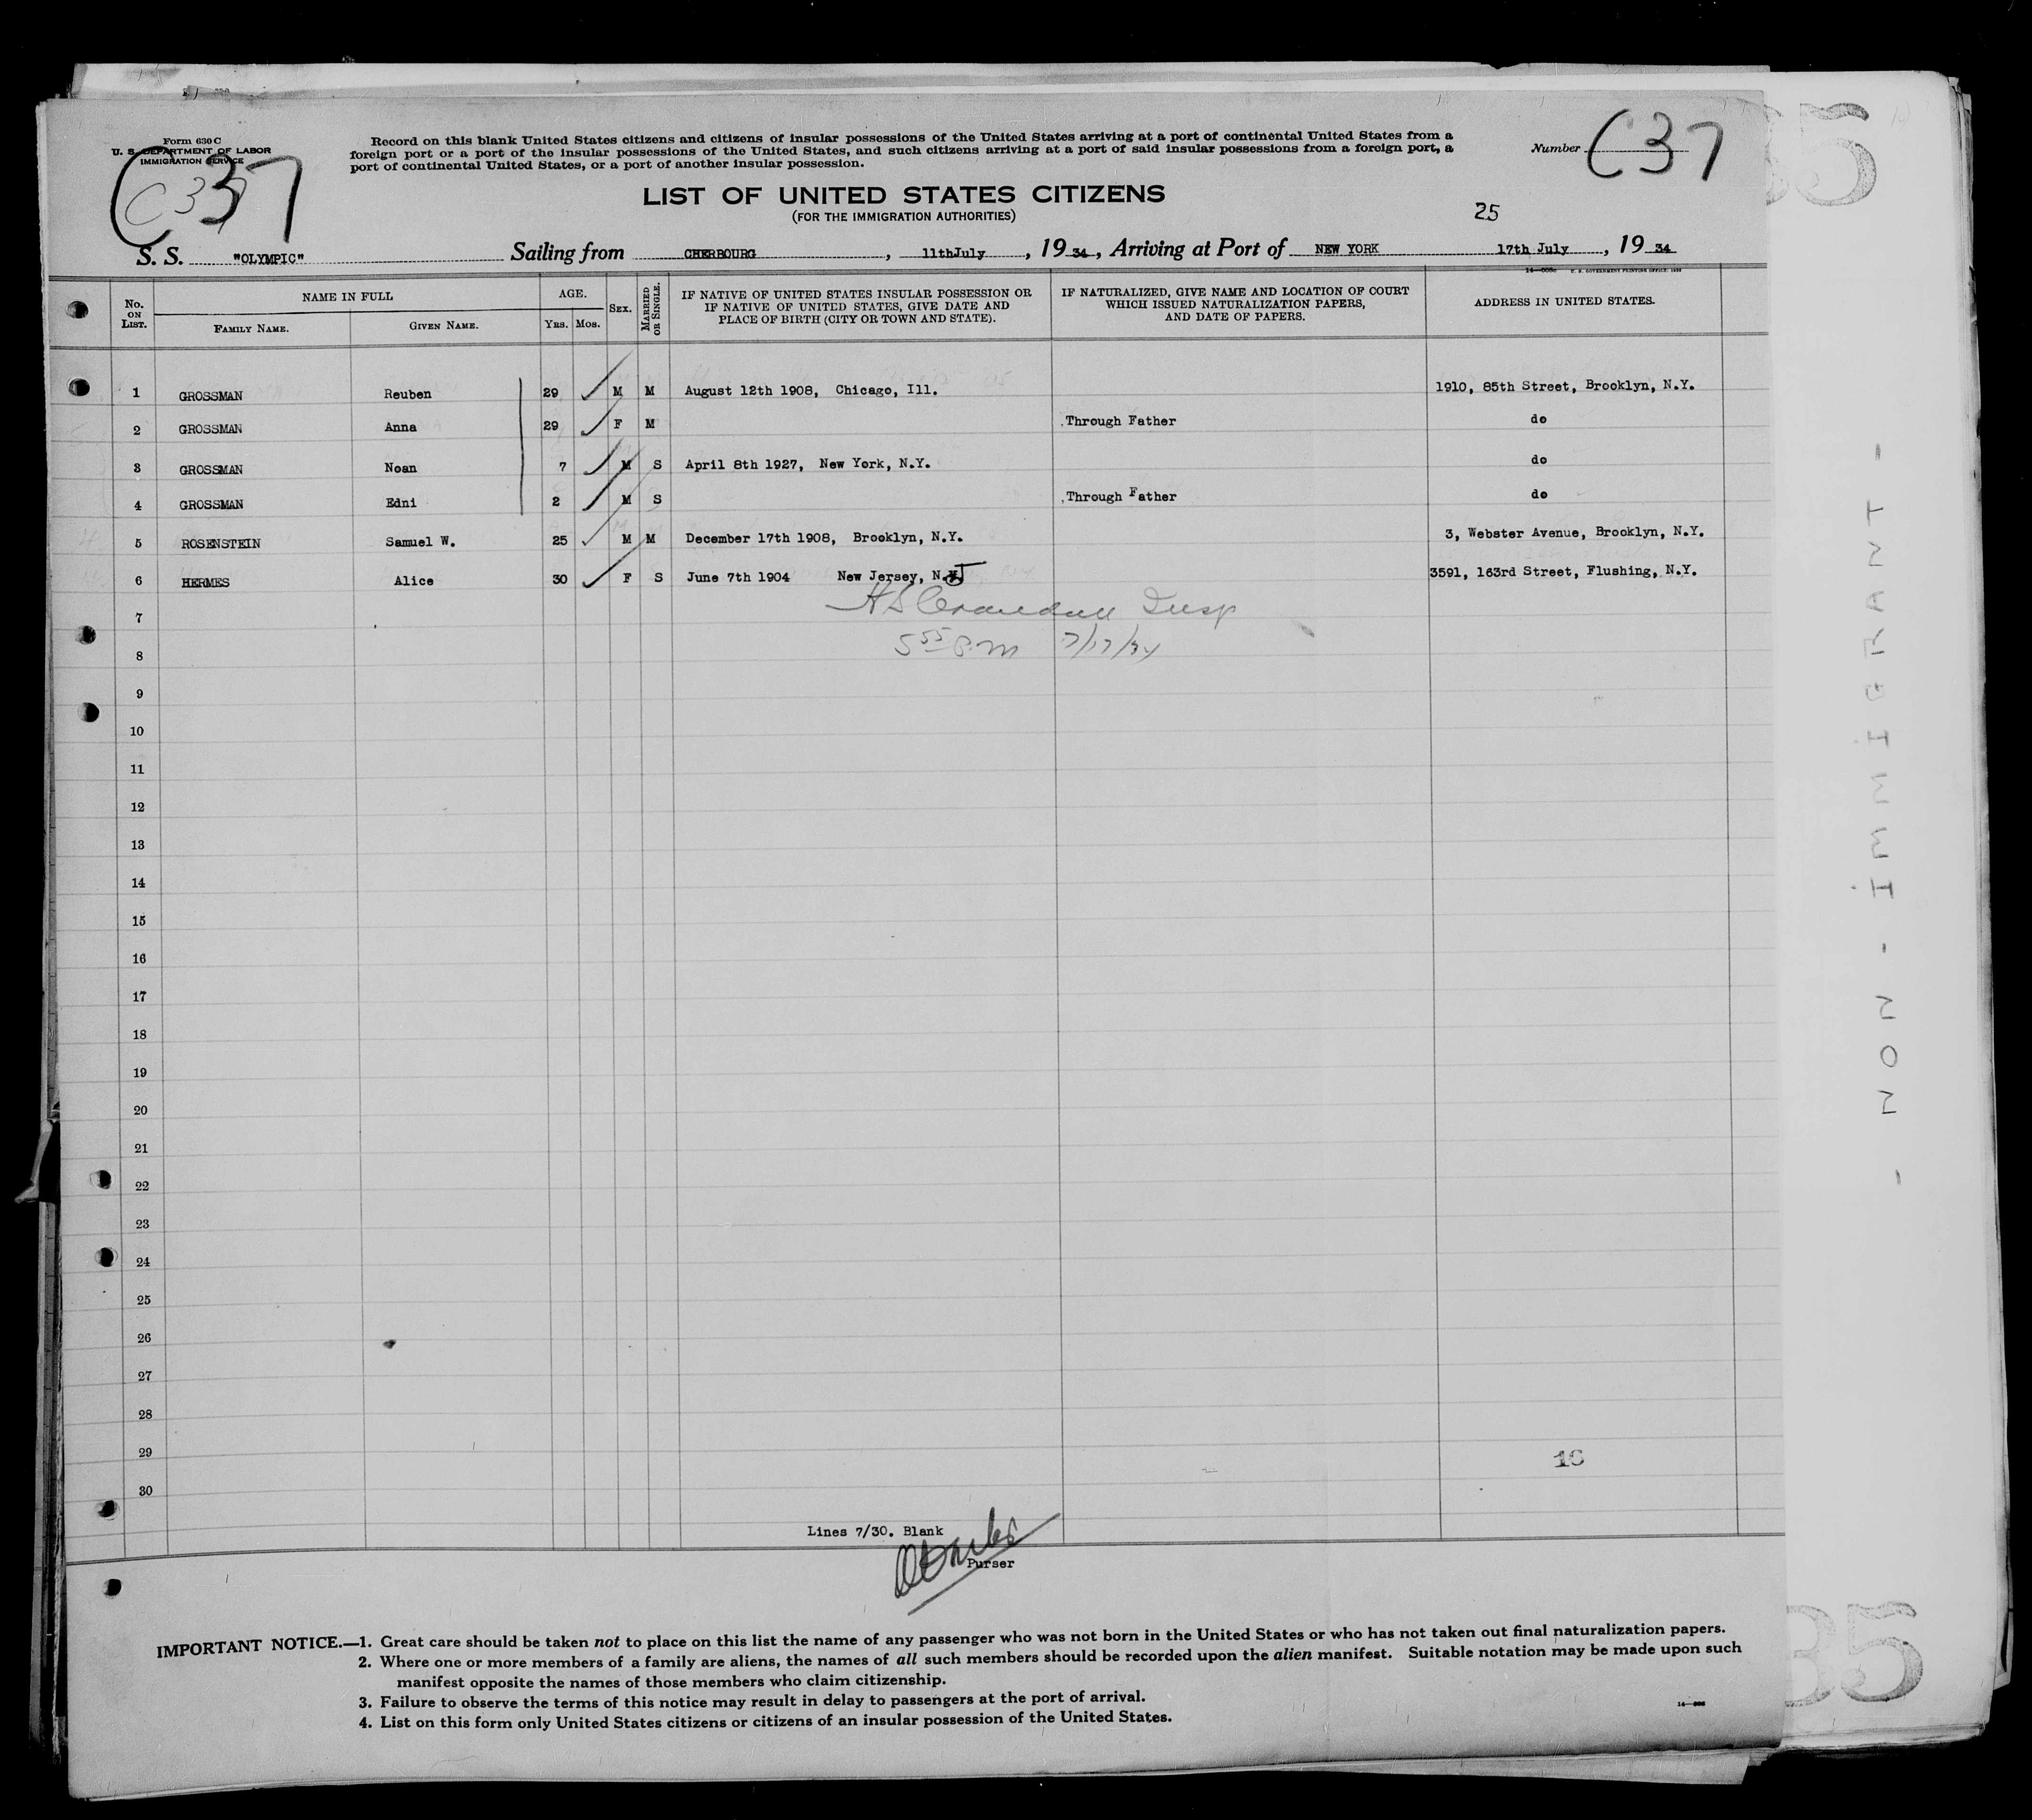 Form 630 C
U. S. DEPARTMENT OF LABOR
IMMIGRATION SERVICE
C37
C37
Record on this blank United States citizens and citizens of insular possessions of the United States arriving at a port of continental United States from a
foreign port or a port of the insular possessions of the United States, and such citizens arriving at a port of said insular possessions from a foreign port, a
port of continental United States, or a port of another insular possession.
Number C37
LIST OF UNITED STATES CITIZENS
(FOR THE IMMIGRATION AUTHORITIES)
25
S. S. "OLYMPIC" Sailing from CHERBOURG, 11thJuly, 1934, Arriving at Port of NEW YORK 17th July, 1934
No. ON LIST. NAME IN FULL AGE. SEX. MARRIED OR SINGLE. IF NATIVE OF UNITED STATES INSULAR POSSESSION OR IF NATIVE OF UNITED STATES, GIVE DATE AND PLACE OF BIRTH (CITY OR TOWN AND STATE). IF NATURALIZED, GIVE NAME AND LOCATION OF COURT WHICH ISSUED NATURALIZATION PAPERS, AND DATE OF PAPERS. ADDRESS IN UNITED STATES.
FAMILY NAME. GIVEN NAME. YRS. MOS.
1 GROSSMAN Reuben 29 M M August 12th 1908, Chicago, Ill. 1910, 85th Street, Brooklyn, N.Y.
2 GROSSMAN Anna 29 F M Through Father do
3 GROSSMAN Noan 7 M S April 8th 1927, New York, N.Y. do
4 GROSSMAN Edni 2 M S Through Father do
5 ROSENSTEIN Samuel W. 25 M M December 17th 1908, Brooklyn, N.Y. 3, Webster Avenue, Brooklyn, N.Y.
6 HERMES Alice 30 F S June 7th 1904 New Jersey, N.J 3591, 163rd Street, Flushing, N.Y.
7 H S Crandall Insp
8 5 55 P.m 7/17/34
9
10
11
12
13
14
15
16
17
18
19
20
21
22
23
24
25
26
27
28
29 16
30
Lines 7/30. Blank
Purser
IMPORTANT NOTICE.—1. Great care should be taken not to place on this list the name of any passenger who was not born in the United States or who has not taken out final naturalization papers.
2. Where one or more members of a family are aliens, the names of all such members should be recorded upon the alien manifest. Suitable notation may be made upon such
manifest opposite the names of those members who claim citizenship.
3. Failure to observe the terms of this notice may result in delay to passengers at the port of arrival.
4. List on this form only United States citizens or citizens of an insular possession of the United States.
- NON - IMMIGRANT -